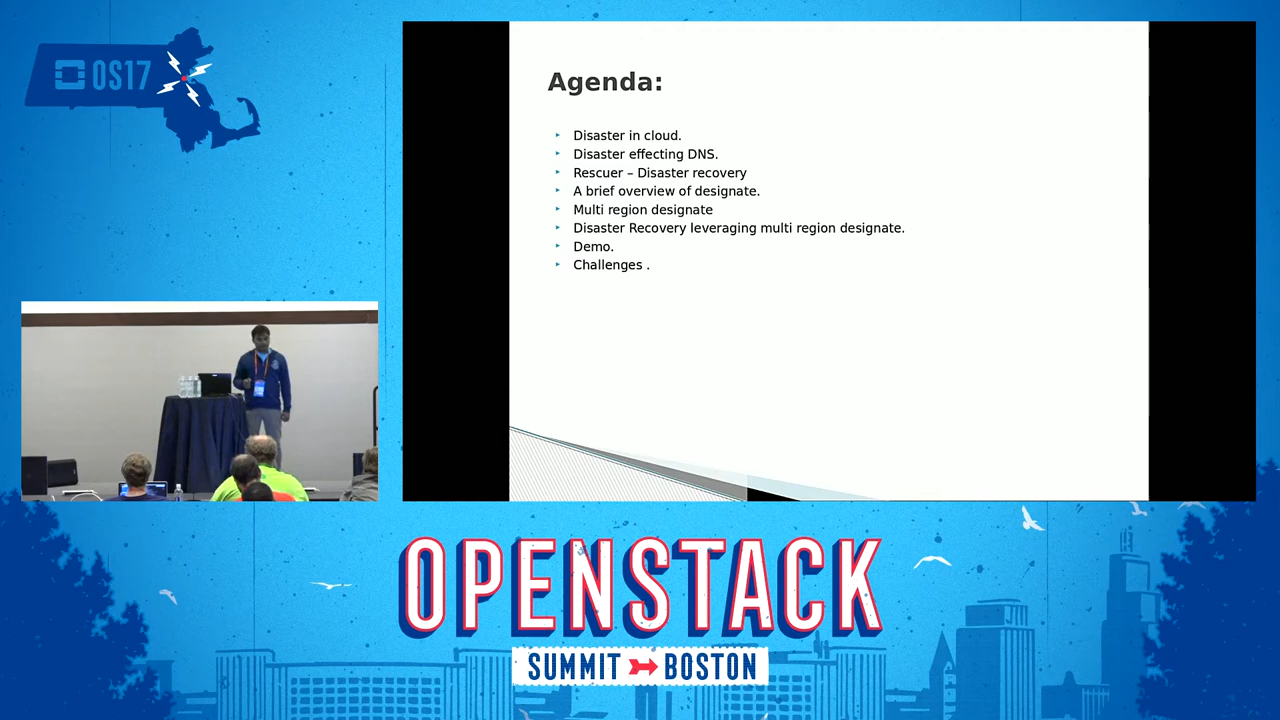 OS17
Agenda:
Disaster in cloud.
Disaster effecting DNS.
Rescuer – Disaster recovery
A brief overview of designate.
Multi region designate
Disaster Recovery leveraging multi region designate.
Demo.
Challenges .
OPENSTACK
SUMMIT BOSTON